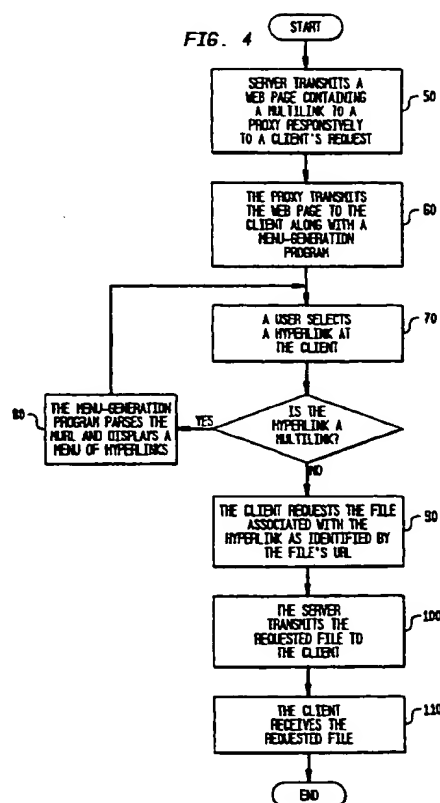 FIG. 4
START
SERVER TRANSMITS A
WEB PAGE CONTAINING
A MULTILINK TO A
PROXY RESPONSIVELY
TO A CLIENT'S REQUEST
50
THE PROXY TRANSMITS
THE WEB PAGE TO THE
CLIENT ALONG WITH A
MENU-GENERATION
PROGRAM
60
A USER SELECTS
A HYPERLINK AT
THE CLIENT
70
IS THE
HYPERLINK A
MULTILINK?
YES
80
THE MENU-GENERATION
PROGRAM PARSES THE
MURL AND DISPLAYS A
MENU OF HYPERLINKS
NO
THE CLIENT REQUESTS THE FILE
ASSOCIATED WITH THE
HYPERLINK AS IDENTIFIED BY
THE FILE'S URL
90
THE SERVER
TRANSMITS THE
REQUESTED FILE TO
THE CLIENT
100
THE CLIENT
RECEIVES THE
REQUESTED FILE
110
END